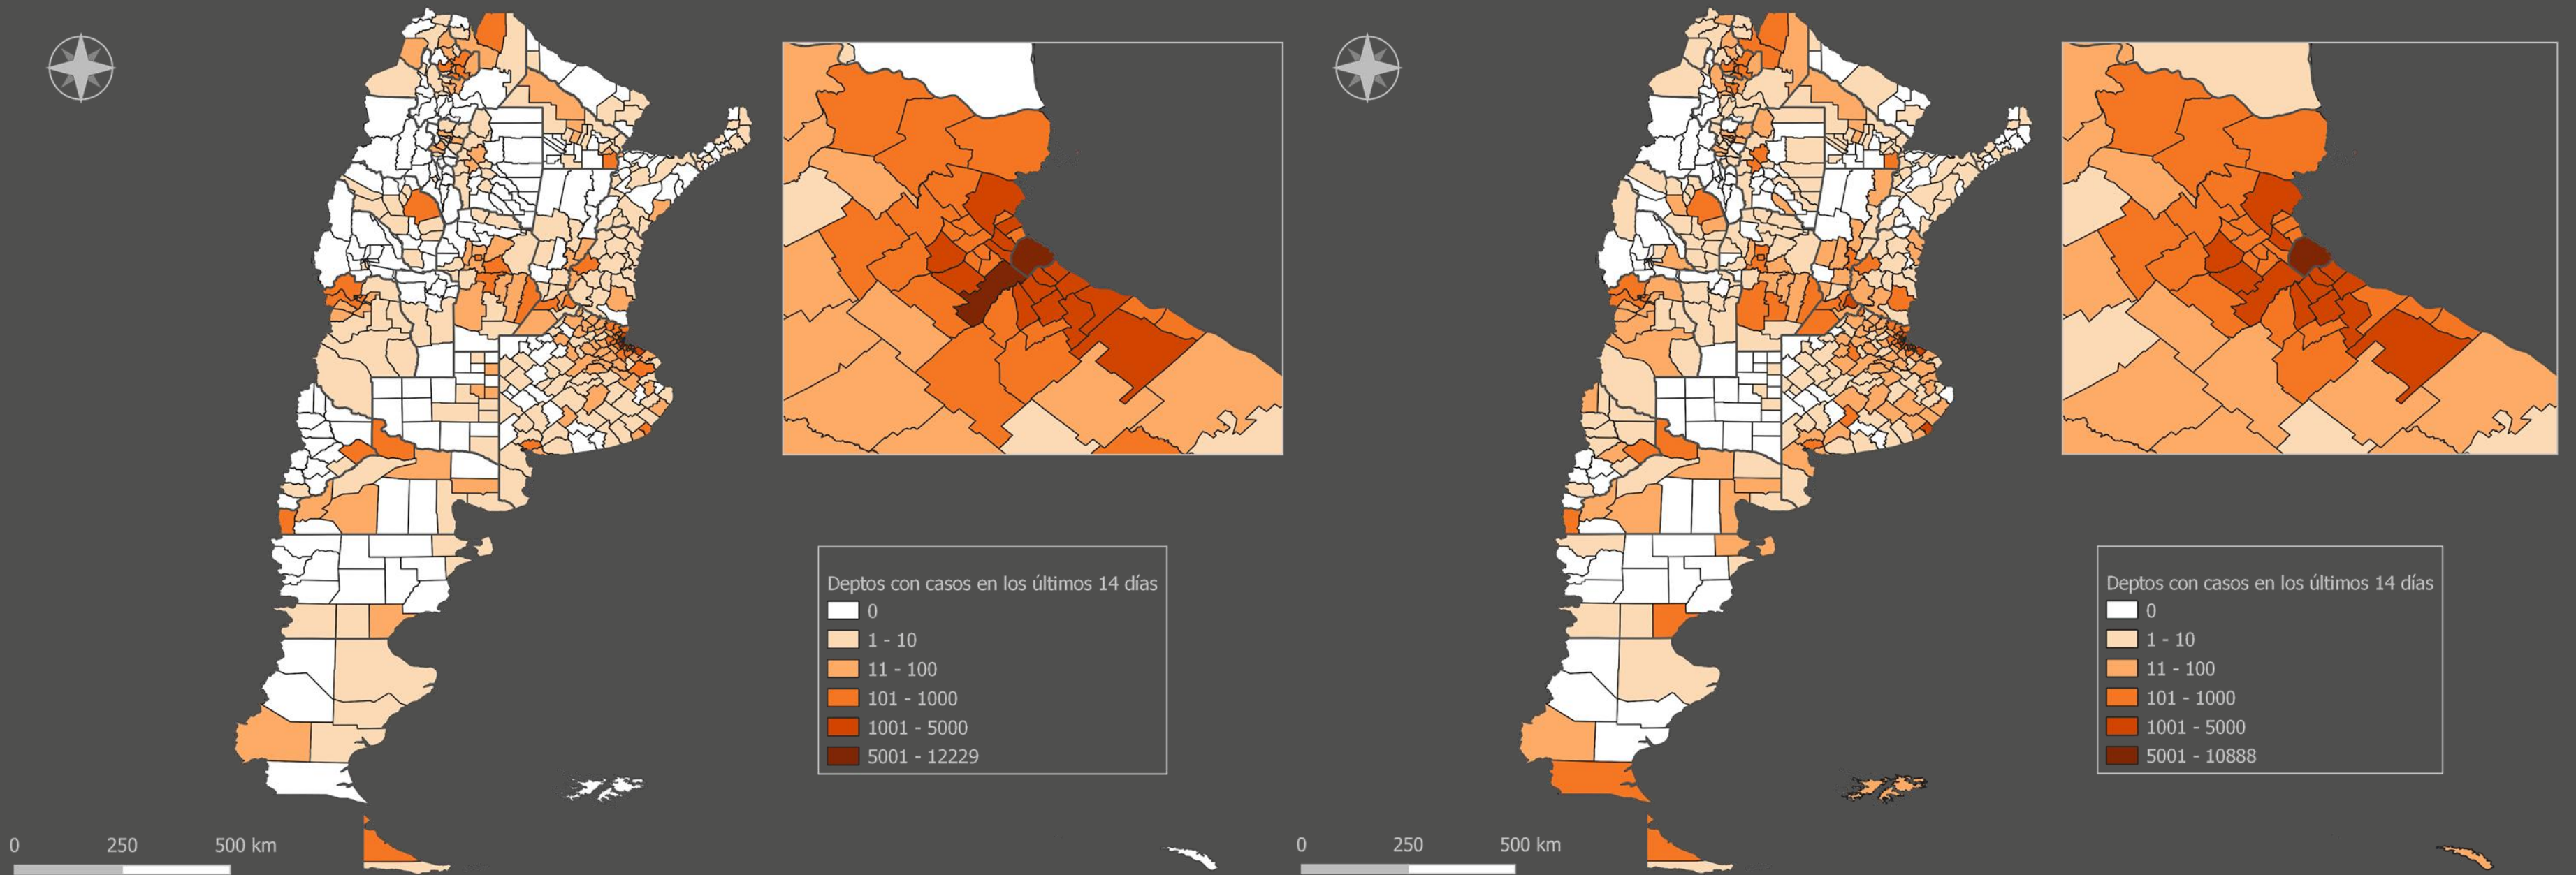 Deptos con casos en los últimos 14 días
0
1 - 10
11 - 100
101 - 1000
1001 - 5000
5001 - 12229
0 250 500 km
Deptos con casos en los últimos 14 días
0
1 - 10
11 - 100
101 - 1000
1001 - 5000
5001 - 10888
0 250 500 km